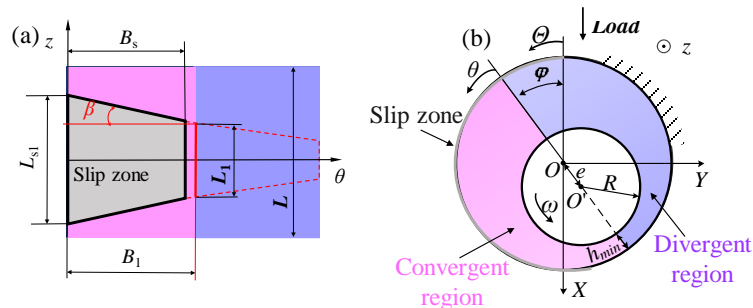 (a)
z
B_s
β
L_s1
Slip zone
L_1
L
θ
B_1
(b)
Θ
Load
⊙ z
θ
φ
Slip zone
O
e
R
Y
O'
ω
h_min
Convergent
region
Divergent
region
X